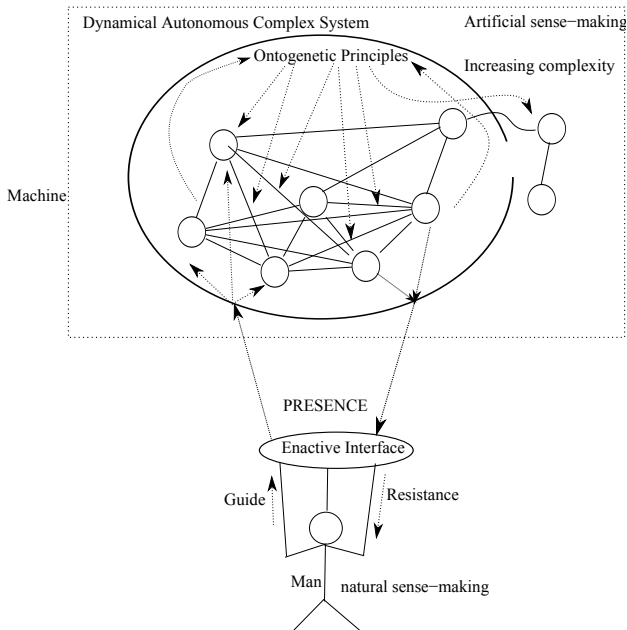 Dynamical Autonomous Complex System
Artificial sense−making
Ontogenetic Principles
Increasing complexity
Machine
PRESENCE
Enactive Interface
Guide
Resistance
Man
natural sense−making